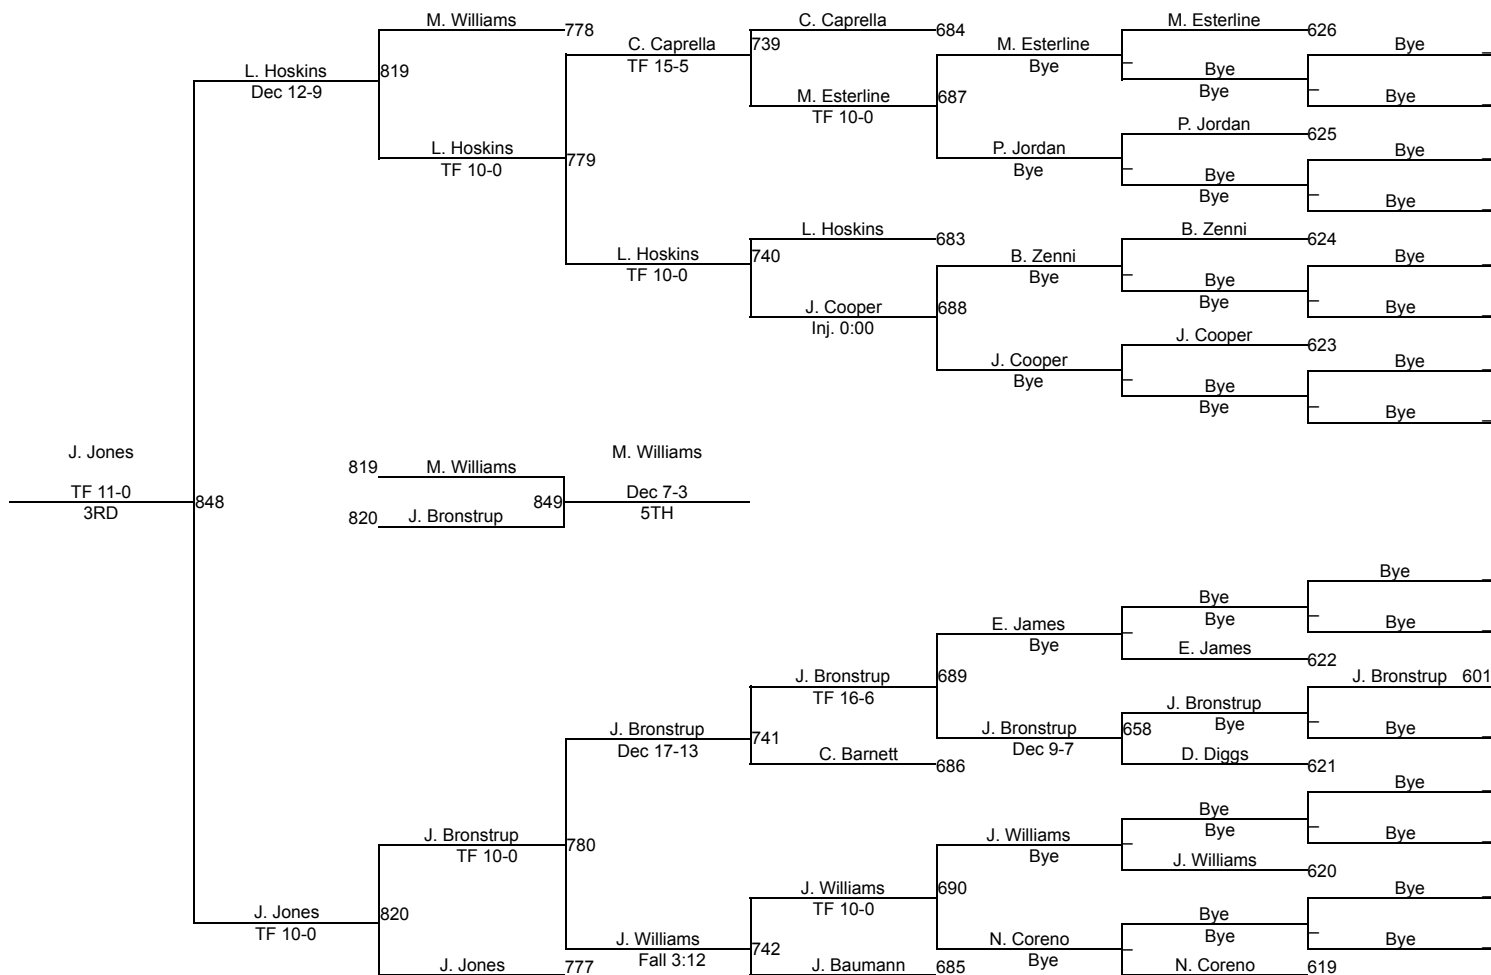 M. Williams
778
L. Hoskins
Dec 12-9
819
L. Hoskins
TF 10-0
779
C. Caprella
TF 15-5
739
C. Caprella
684
M. Esterline
TF 10-0
687
M. Esterline
Bye
M. Esterline
626
Bye
Bye
Bye
Bye
P. Jordan
Bye
P. Jordan
625
Bye
Bye
Bye
Bye
L. Hoskins
TF 10-0
740
L. Hoskins
683
J. Cooper
Inj. 0:00
688
B. Zenni
Bye
B. Zenni
624
Bye
Bye
Bye
Bye
J. Cooper
Bye
J. Cooper
623
Bye
Bye
Bye
Bye
J. Jones
TF 11-0
3RD
848
819
M. Williams
820
J. Bronstrup
849
M. Williams
Dec 7-3
5TH
E. James
Bye
Bye
Bye
Bye
Bye
E. James
622
J. Bronstrup
TF 16-6
689
J. Bronstrup
Dec 9-7
658
J. Bronstrup
Bye
J. Bronstrup 601
Bye
D. Diggs
621
J. Bronstrup
Dec 17-13
741
C. Barnett
686
J. Bronstrup
TF 10-0
780
J. Williams
Bye
Bye
Bye
Bye
Bye
J. Williams
620
J. Williams
TF 10-0
690
N. Coreno
Bye
Bye
Bye
Bye
Bye
N. Coreno
619
J. Jones
TF 10-0
820
J. Jones
777
J. Williams
Fall 3:12
742
J. Baumann
685